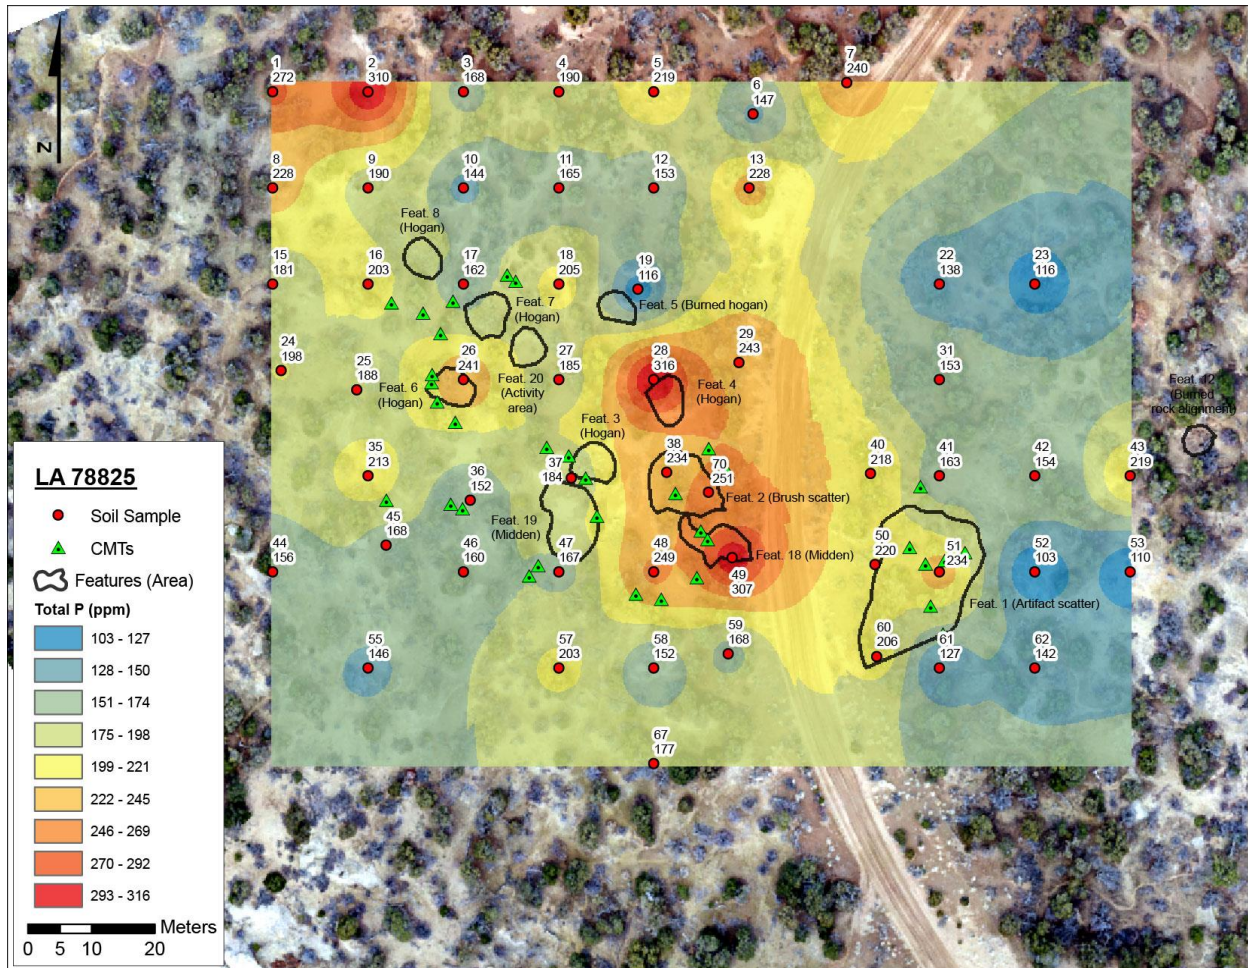 1
272
2
310
3
168
4
190
5
219
6
147
7
240
N
8
228
9
190
10
144
11
165
12
153
13
228
Feat. 8
(Hogan)
15
181
16
203
17
162
18
205
19
116
22
138
23
116
Feat. 7
(Hogan)
Feat. 5 (Burned hogan)
24
198
25
188
26
241
27
185
28
316
29
243
31
153
Feat. 6
(Hogan)
Feat. 20
(Activity
area)
Feat. 4
(Hogan)
Feat. 12
(Burned
rock alignment)
Feat. 3
(Hogan)
35
213
36
152
37
184
38
234
70
251
40
218
41
163
42
154
43
219
Feat. 2 (Brush scatter)
Feat. 19
(Midden)
44
156
45
168
46
160
47
167
48
249
Feat. 18 (Midden)
49
307
50
220
51
234
52
103
53
110
Feat. 1 (Artifact scatter)
55
146
57
203
58
152
59
168
60
206
61
127
62
142
67
177
LA 78825
Soil Sample
CMTs
Features (Area)
Total P (ppm)
103 - 127
128 - 150
151 - 174
175 - 198
199 - 221
222 - 245
246 - 269
270 - 292
293 - 316
Meters
0 5 10 20